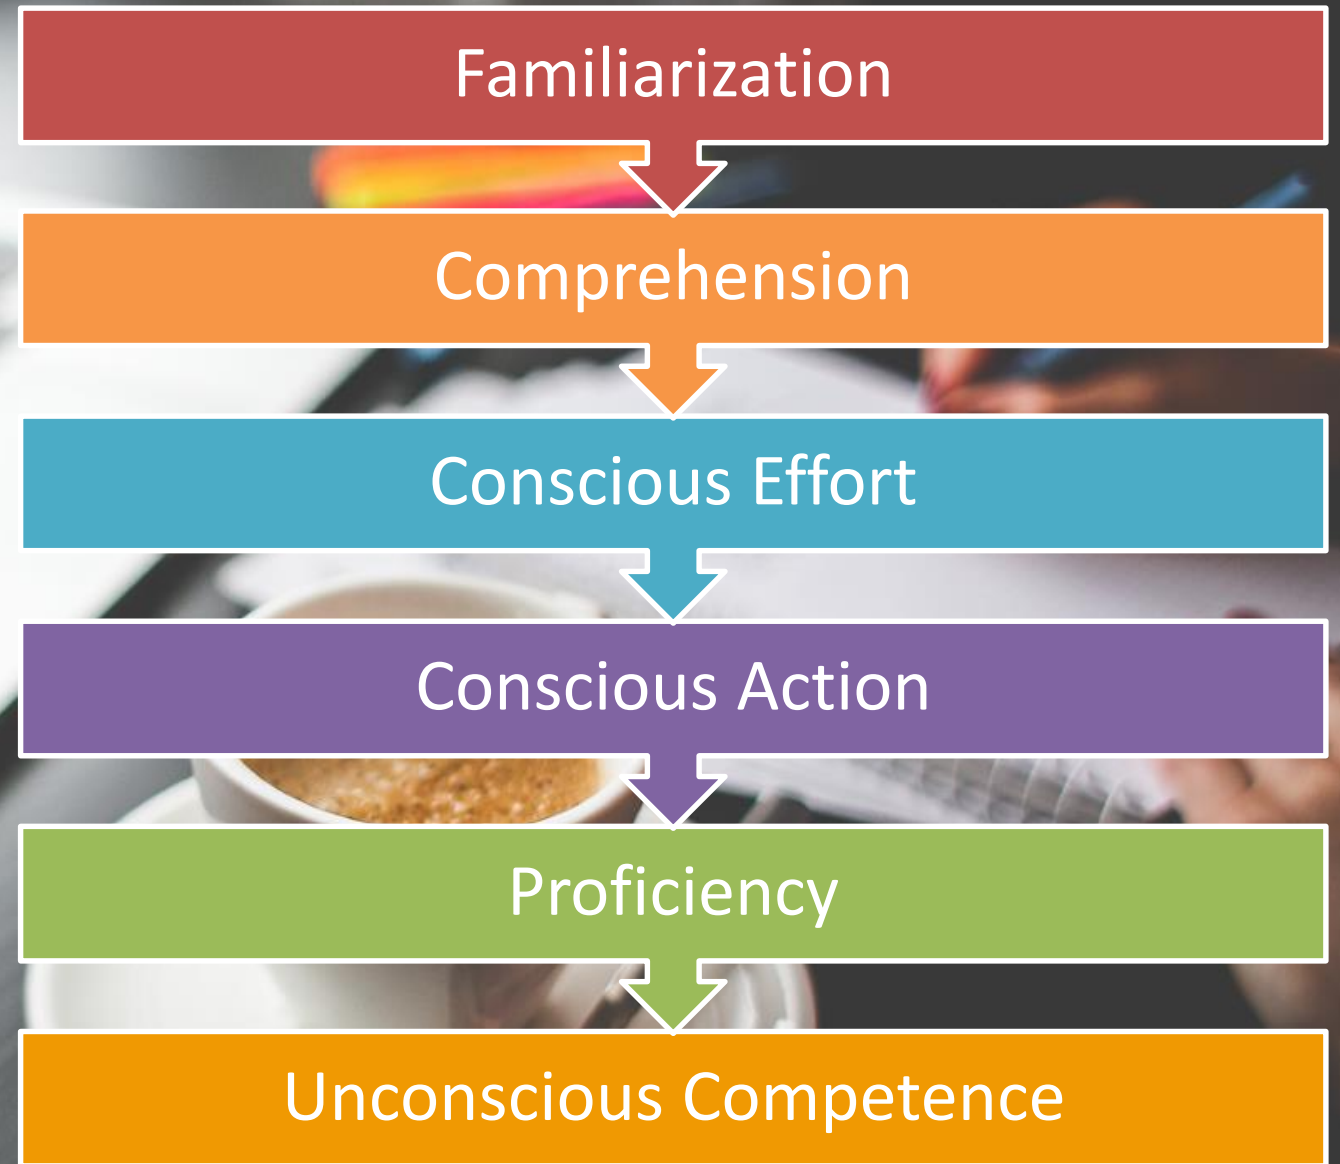 Familiarization
Comprehension
Conscious Effort
Conscious Action
Proficiency
Unconscious Competence